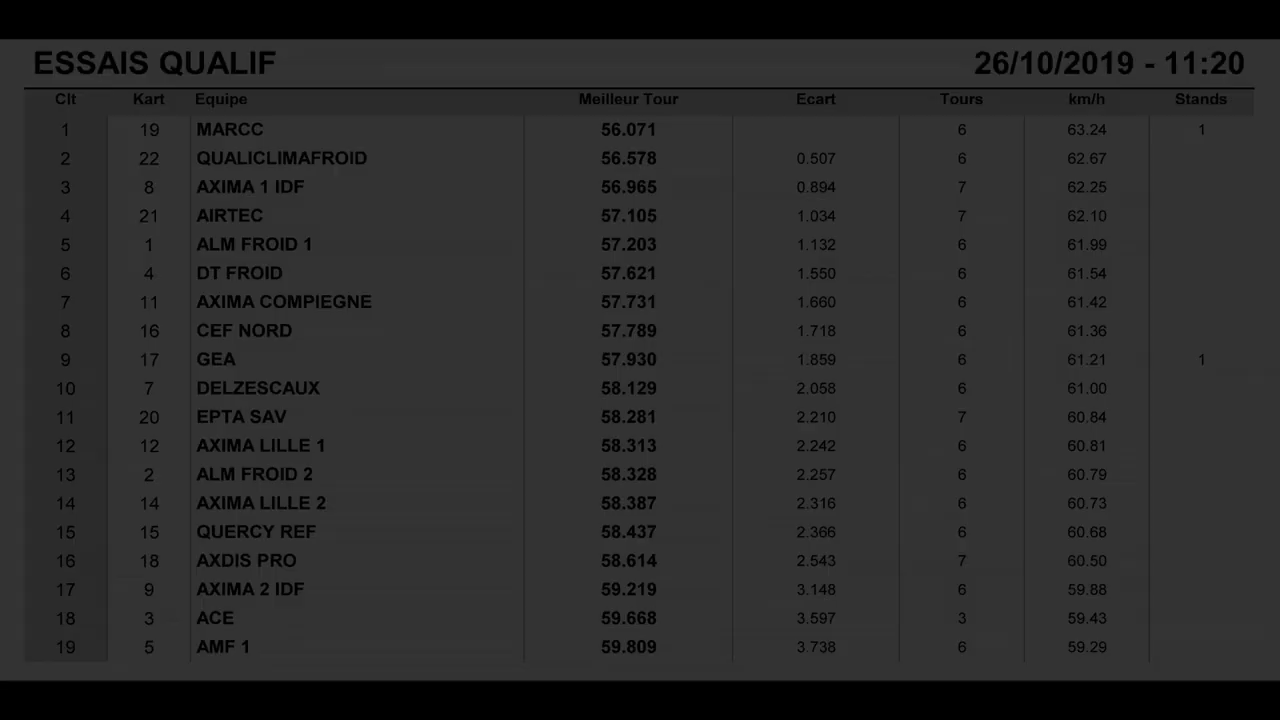 ESSAIS QUALIF 26/10/2019 - 11:20
Clt Kart Equipe Meilleur Tour Ecart Tours km/h Stands
1 19 MARCC 56.071 6 63.24 1
2 22 QUALICLIMAFROID 56.578 0.507 6 62.67
3 8 AXIMA 1 IDF 56.965 0.894 7 62.25
4 21 AIRTEC 57.105 1.034 7 62.10
5 1 ALM FROID 1 57.203 1.132 6 61.99
6 4 DT FROID 57.621 1.550 6 61.54
7 11 AXIMA COMPIEGNE 57.731 1.660 6 61.42
8 16 CEF NORD 57.789 1.718 6 61.36
9 17 GEA 57.930 1.859 6 61.21 1
10 7 DELZESCAUX 58.129 2.058 6 61.00
11 20 EPTA SAV 58.281 2.210 7 60.84
12 12 AXIMA LILLE 1 58.313 2.242 6 60.81
13 2 ALM FROID 2 58.328 2.257 6 60.79
14 14 AXIMA LILLE 2 58.387 2.316 6 60.73
15 15 QUERCY REF 58.437 2.366 6 60.68
16 18 AXDIS PRO 58.614 2.543 7 60.50
17 9 AXIMA 2 IDF 59.219 3.148 6 59.88
18 3 ACE 59.668 3.597 3 59.43
19 5 AMF 1 59.809 3.738 6 59.29